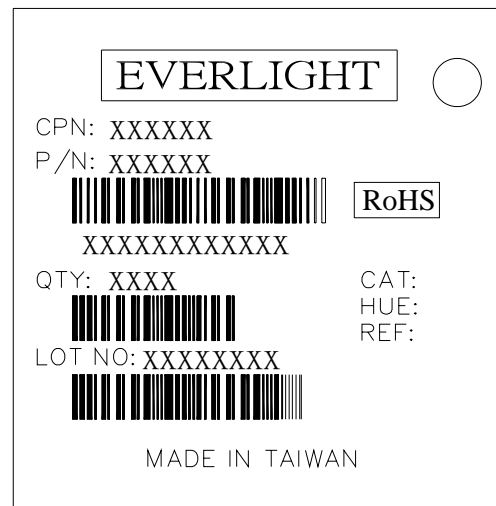 EVERLIGHT
CPN: XXXXXX
P/N: XXXXXX
RoHS
XXXXXXXXXXXX
QTY: XXXX
CAT:
HUE:
REF:
LOT NO: XXXXXXXX
MADE IN TAIWAN